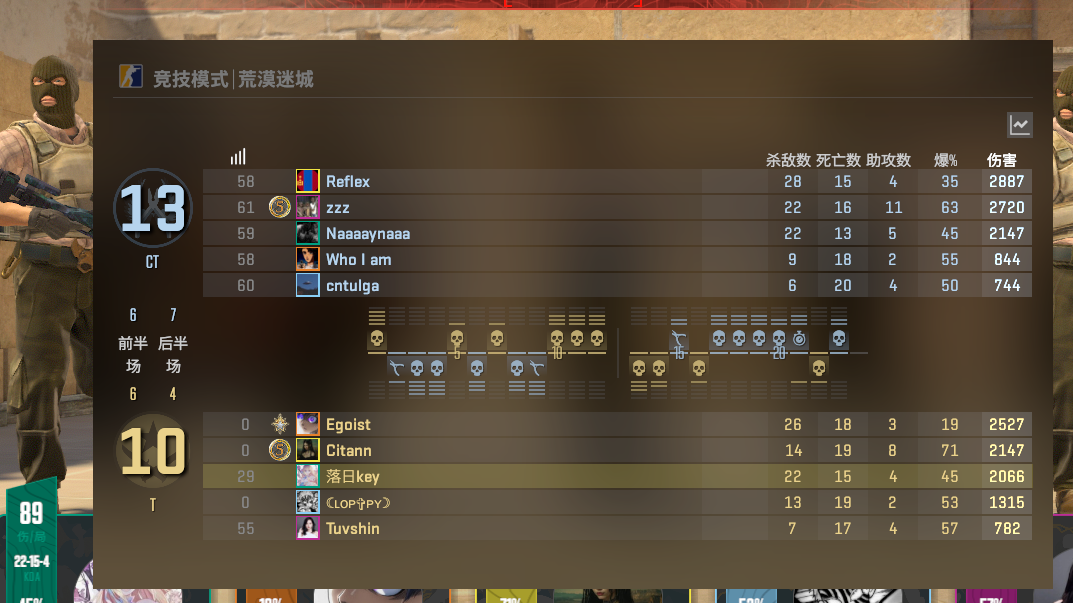 竞技模式|荒漠迷城
杀敌数 死亡数 助攻数 爆% 伤害
58 Reflex 28 15 4 35 2887
61 S zzz 22 16 11 63 2720
59 Naaaaynaaa 22 13 5 45 2147
58 Who I am 9 18 2 55 844
60 cntulga 6 20 4 50 744
13
CT
6 7
前半场 后半场
6 4
5 10 15 20
10
T
0 Egoist 26 18 3 19 2527
0 S Citann 14 19 8 71 2147
29 落日key 22 15 4 45 2066
0 ☾ʟᴏᴘ✞ᴘʏ☽ 13 19 2 53 1315
55 Tuvshin 7 17 4 57 782
89
伤/局
22-15-4
KDA